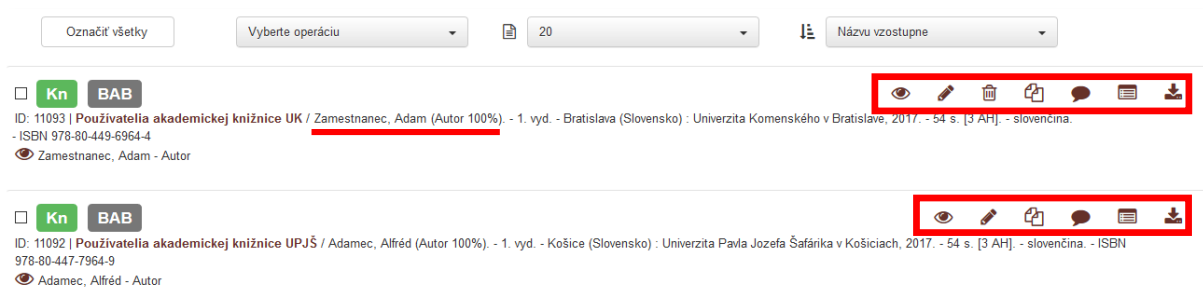 Označiť všetky Vyberte operáciu 20 Názvu vzostupne
Kn BAB
ID: 11093 | Používatelia akademickej knižnice UK / Zamestnanec, Adam (Autor 100%). - 1. vyd. - Bratislava (Slovensko) : Univerzita Komenského v Bratislave, 2017. - 54 s. [3 AH]. - slovenčina.
- ISBN 978-80-449-6964-4
Zamestnanec, Adam - Autor
Kn BAB
ID: 11092 | Používatelia akademickej knižnice UPJŠ / Adamec, Alfréd (Autor 100%). - 1. vyd. - Košice (Slovensko) : Univerzita Pavla Jozefa Šafárika v Košiciach, 2017. - 54 s. [3 AH]. - slovenčina. - ISBN
978-80-447-7964-9
Adamec, Alfréd - Autor